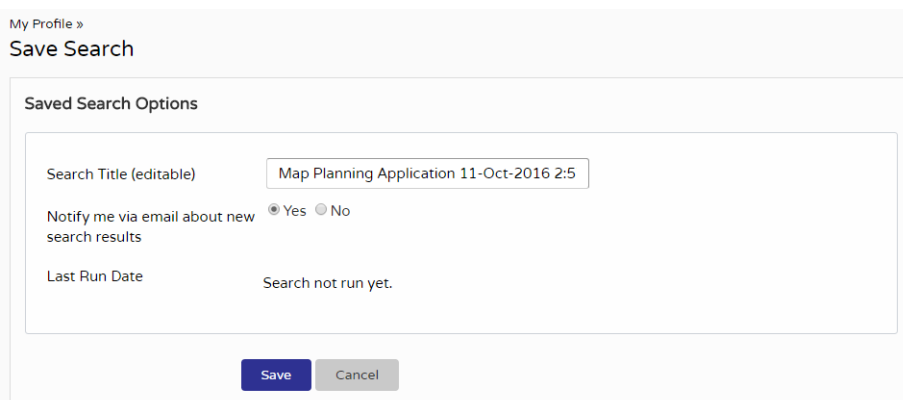 My Profile »
Save Search
Saved Search Options
Search Title (editable)
Map Planning Application 11-Oct-2016 2:5
Notify me via email about new
search results
Yes No
Last Run Date
Search not run yet.
Save Cancel